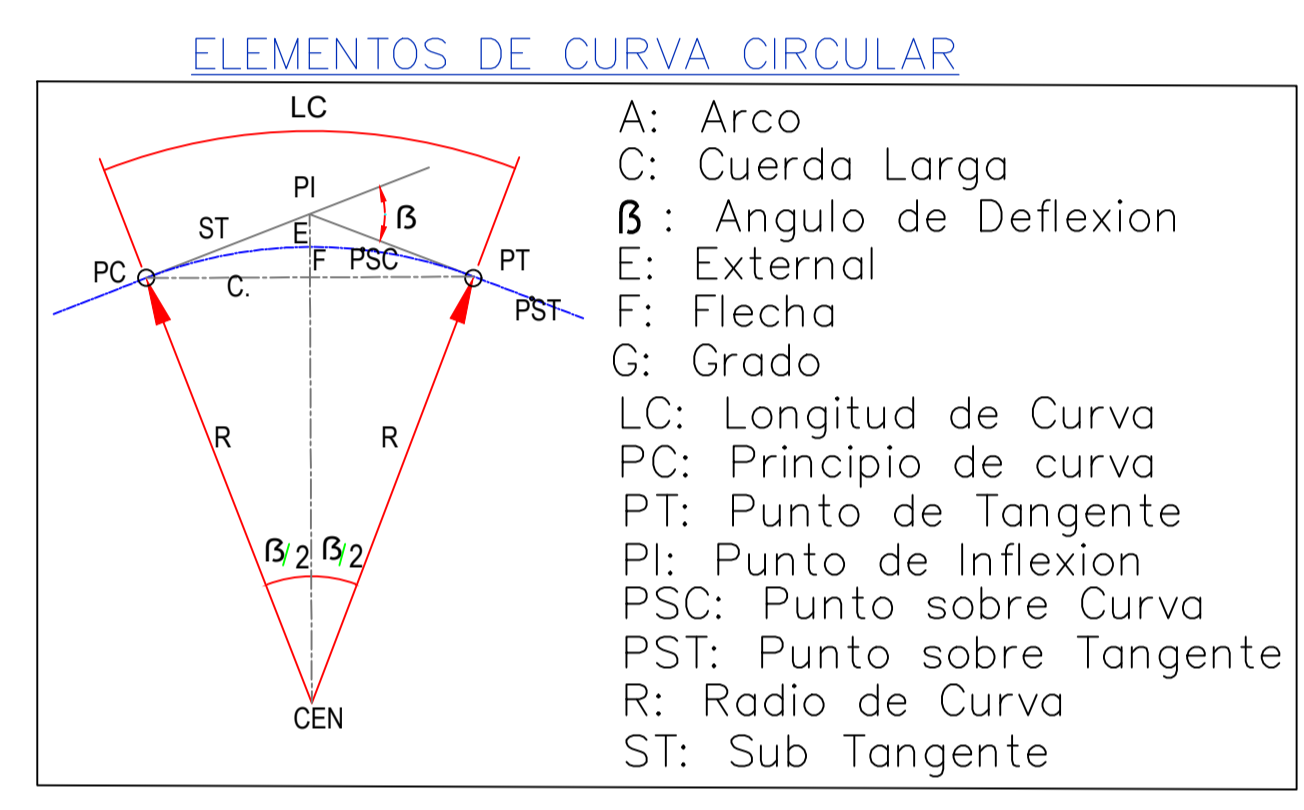 ELEMENTOS DE CURVA CIRCULAR
LC
PI
ST
E
ß
PC
F
PSC
PT
C.
PST
R
R
ß/2
ß/2
CEN
A: Arco
C: Cuerda Larga
ß : Angulo de Deflexion
E: External
F: Flecha
G: Grado
LC: Longitud de Curva
PC: Principio de curva
PT: Punto de Tangente
PI: Punto de Inflexion
PSC: Punto sobre Curva
PST: Punto sobre Tangente
R: Radio de Curva
ST: Sub Tangente